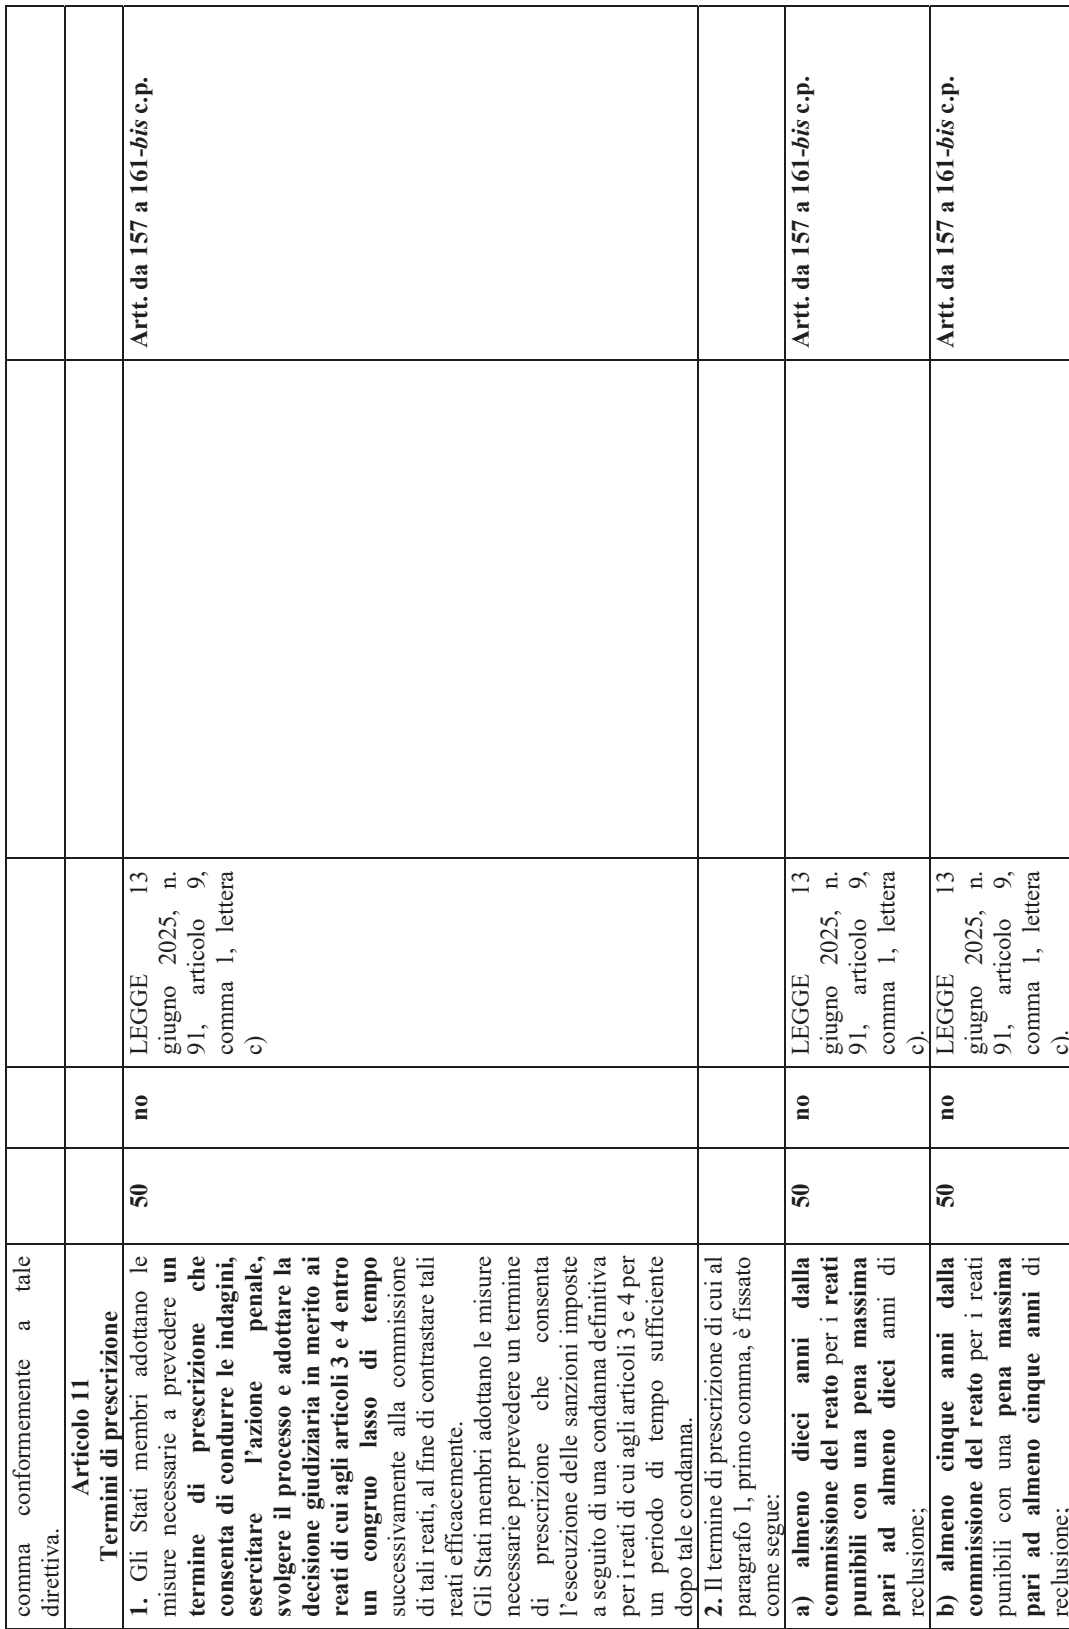 comma conformemente a tale
direttiva.
Articolo 11
Termini di prescrizione
1. Gli Stati membri adottano le
misure necessarie a prevedere un
termine di prescrizione che
consenta di condurre le indagini,
esercitare l'azione penale,
svolgere il processo e adottare la
decisione giudiziaria in merito ai
reati di cui agli articoli 3 e 4 entro
un congruo lasso di tempo
successivamente alla commissione
di tali reati, al fine di contrastare tali
reati efficacemente.
Gli Stati membri adottano le misure
necessarie per prevedere un termine
di prescrizione che consenta
l'esecuzione delle sanzioni imposte
a seguito di una condanna definitiva
per i reati di cui agli articoli 3 e 4 per
un periodo di tempo sufficiente
dopo tale condanna.
50
no
LEGGE 13
giugno 2025, n.
91, articolo 9,
comma 1, lettera
c)
Artt. da 157 a 161-bis c.p.
2. Il termine di prescrizione di cui al
paragrafo 1, primo comma, è fissato
come segue:
a) almeno dieci anni dalla
commissione del reato per i reati
punibili con una pena massima
pari ad almeno dieci anni di
reclusione;
50
no
LEGGE 13
giugno 2025, n.
91, articolo 9,
comma 1, lettera
c).
Artt. da 157 a 161-bis c.p.
b) almeno cinque anni dalla
commissione del reato per i reati
punibili con una pena massima
pari ad almeno cinque anni di
reclusione;
50
no
LEGGE 13
giugno 2025, n.
91, articolo 9,
comma 1, lettera
c).
Artt. da 157 a 161-bis c.p.